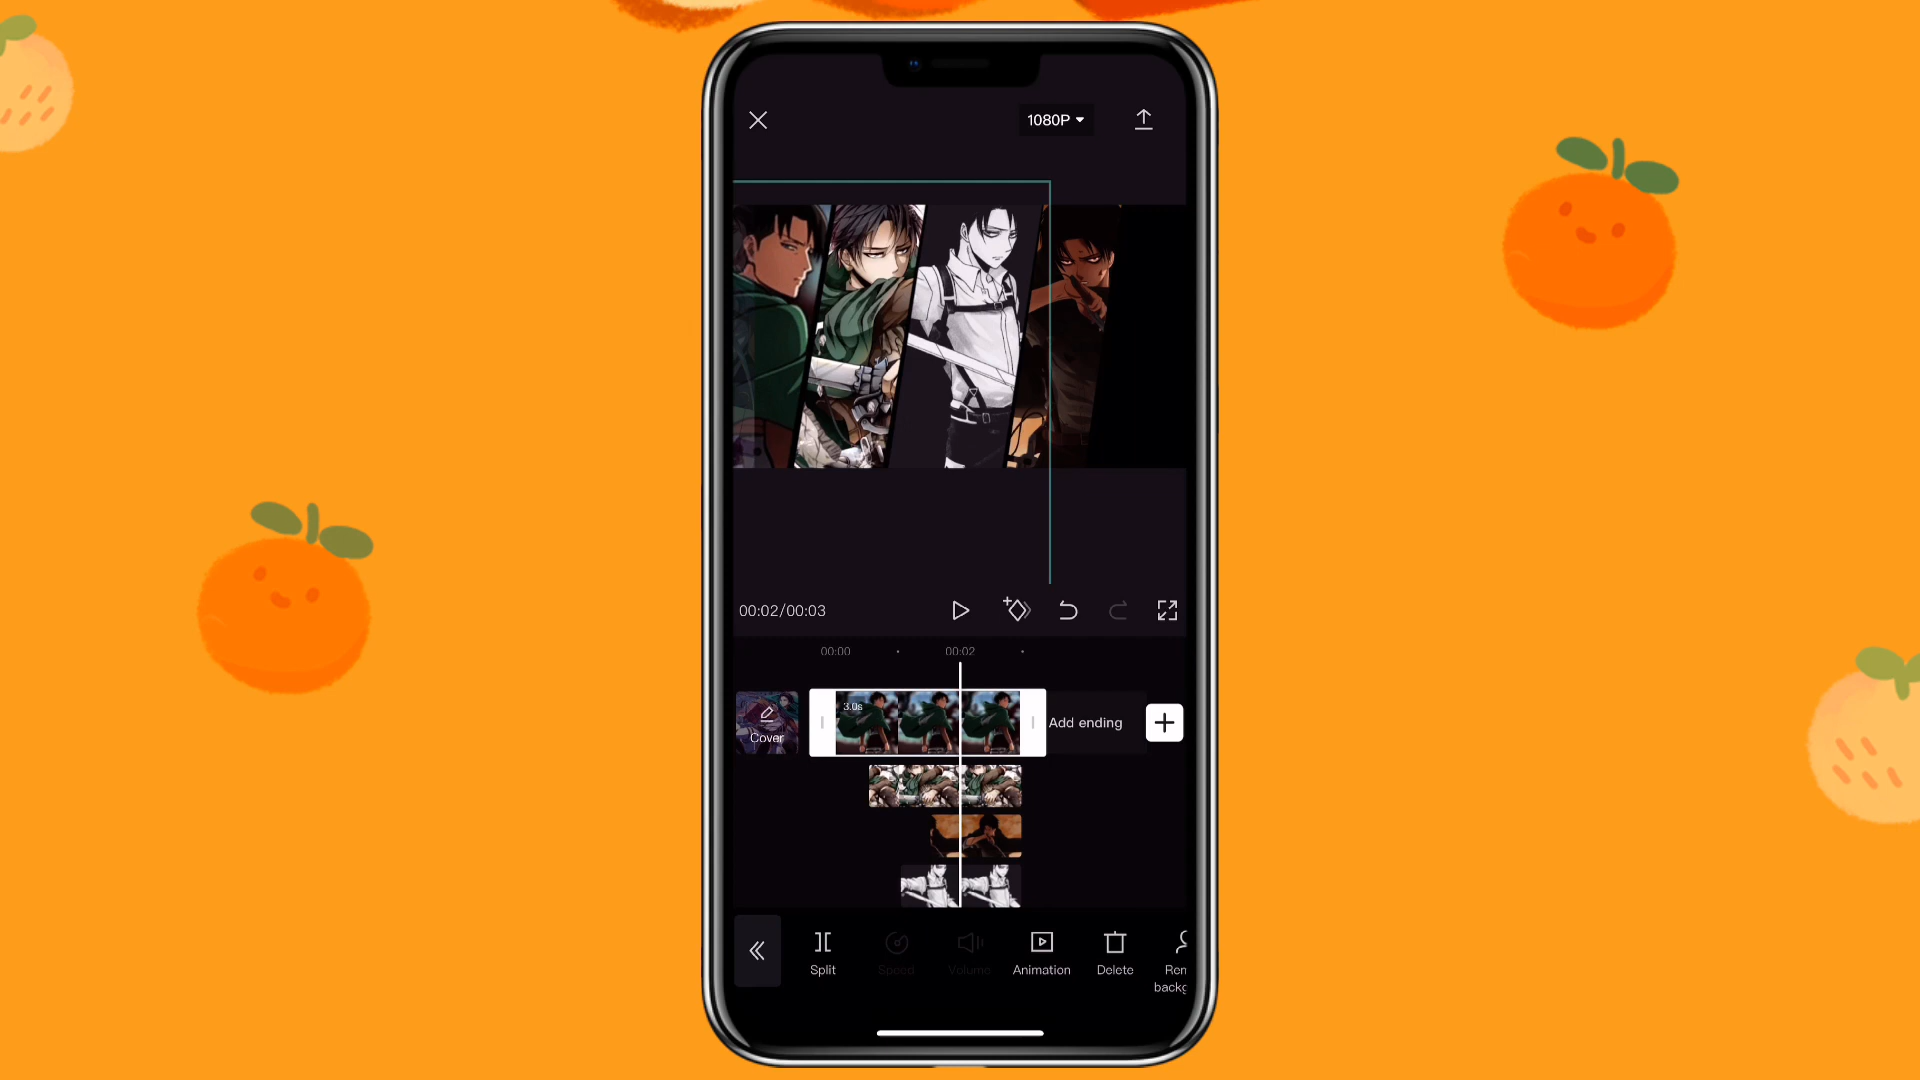 1080P
00:02/00:03
00:00
00:02
3.0s
Cover
Add ending
Split
Speed
Volume
Animation
Delete
Ren
backg